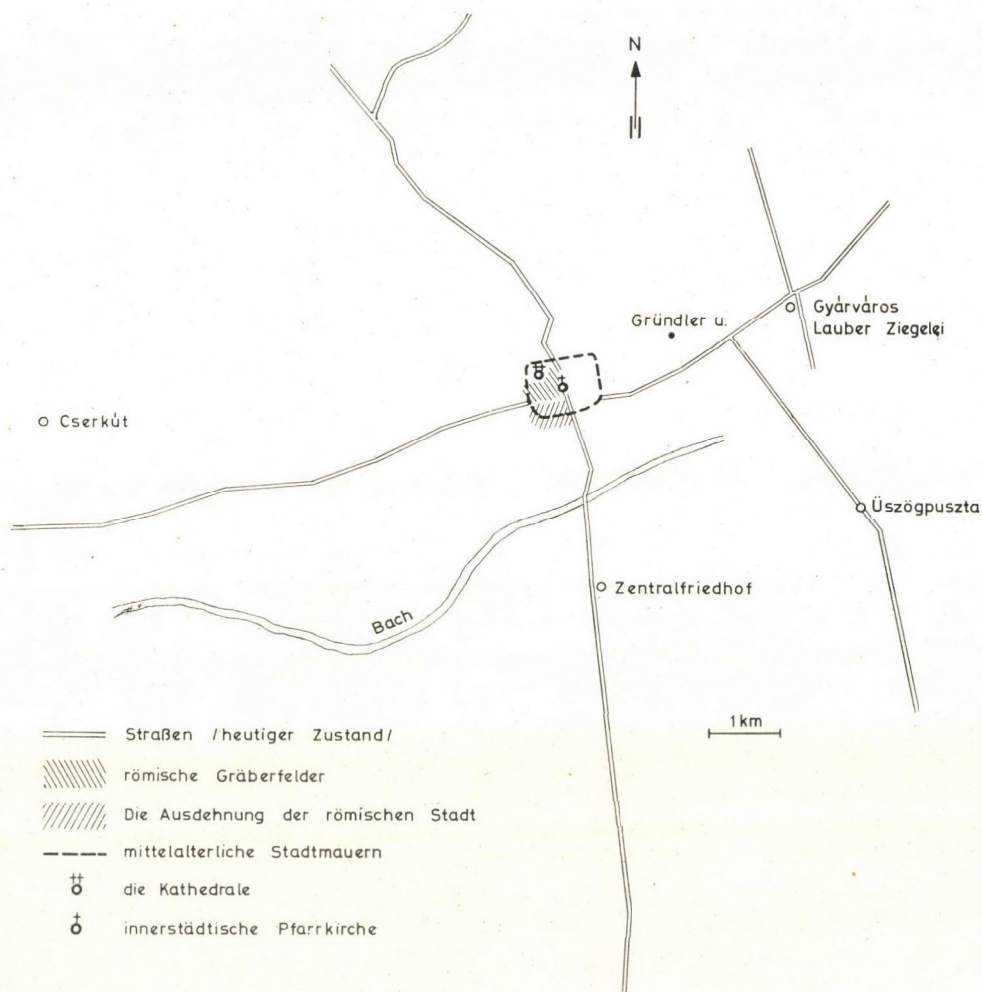 N
Gründler u.
Gyárváros
Lauber Ziegelei
Cserkút
Üszögpuszta
Zentralfriedhof
Bach
1 km
Straßen /heutiger Zustand/
römische Gräberfelder
Die Ausdehnung der römischen Stadt
mittelalterliche Stadtmauern
die Kathedrale
innerstädtische Pfarrkirche